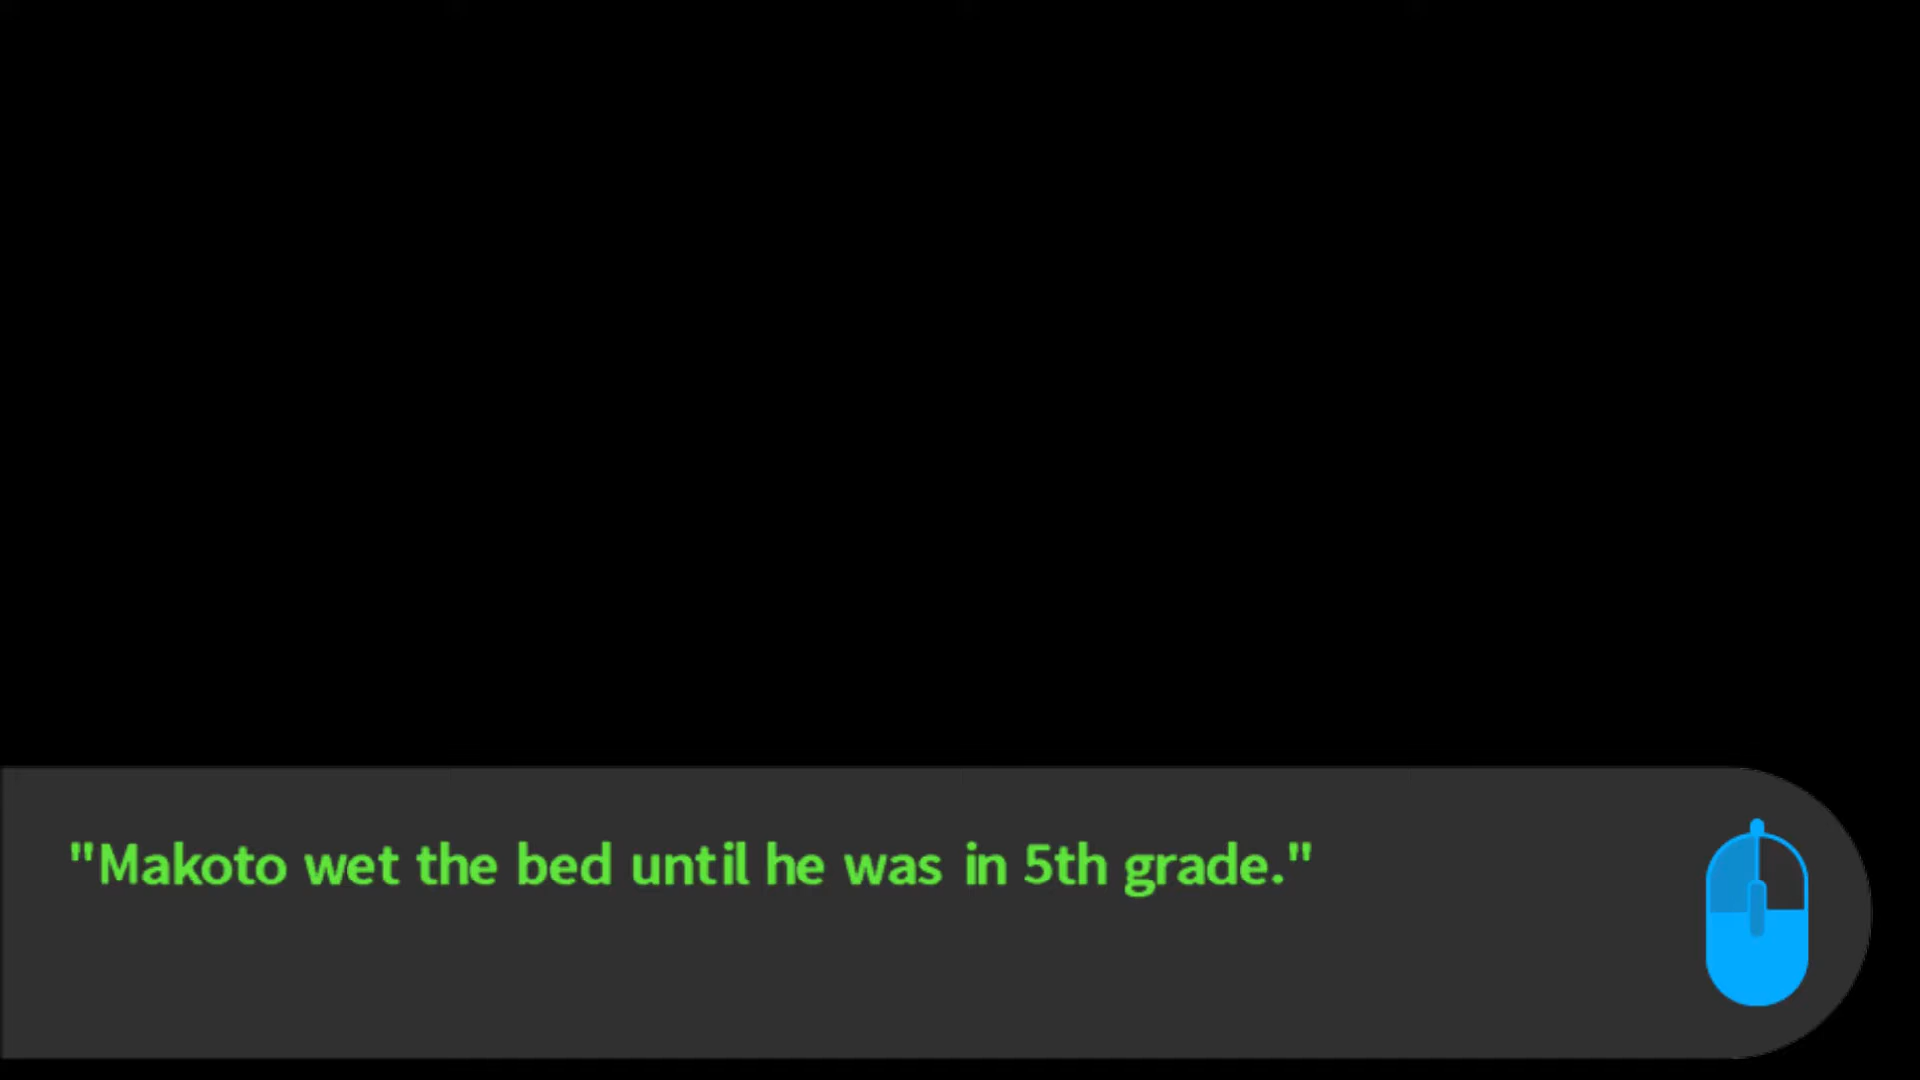 "Makoto wet the bed until he was in 5th grade."